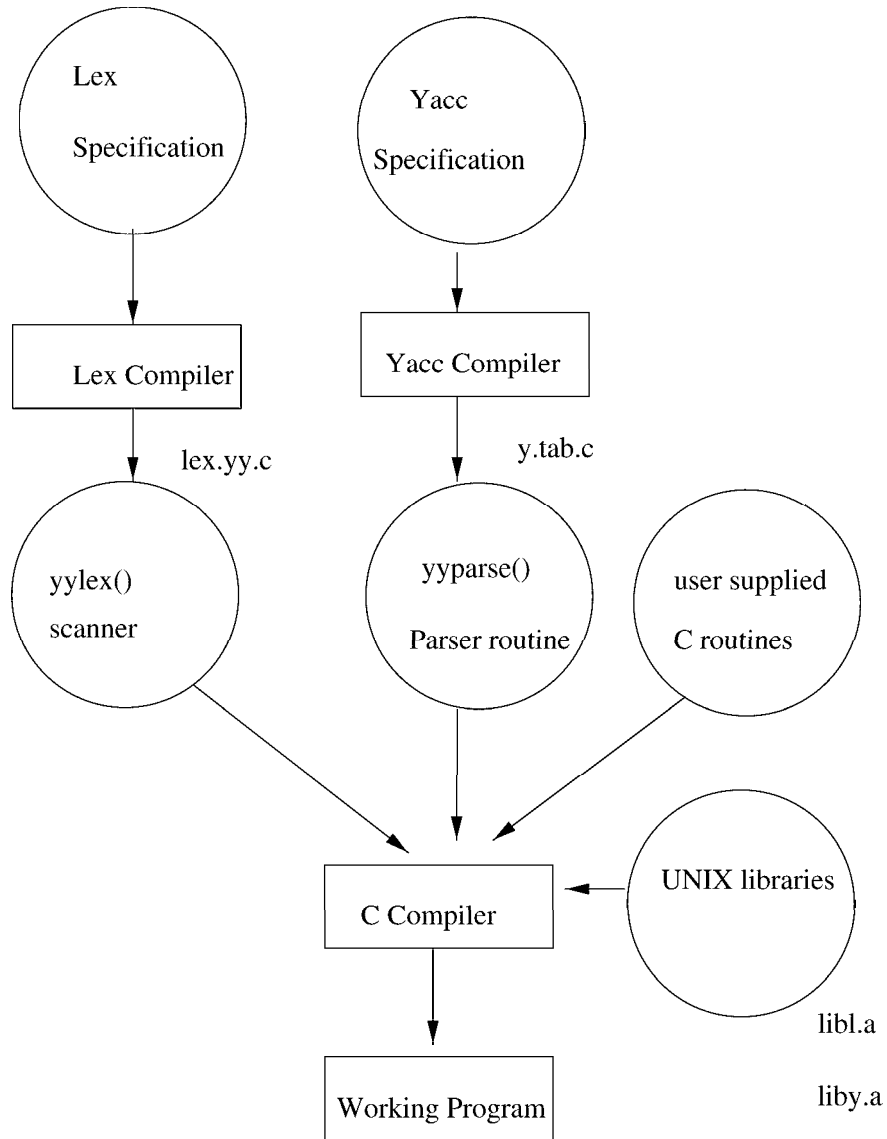 Lex
Specification
Yacc
Specification
Lex Compiler
Yacc Compiler
lex.yy.c
y.tab.c
yylex()
scanner
yyparse()
Parser routine
user supplied
C routines
C Compiler
UNIX libraries
libl.a
liby.a
Working Program